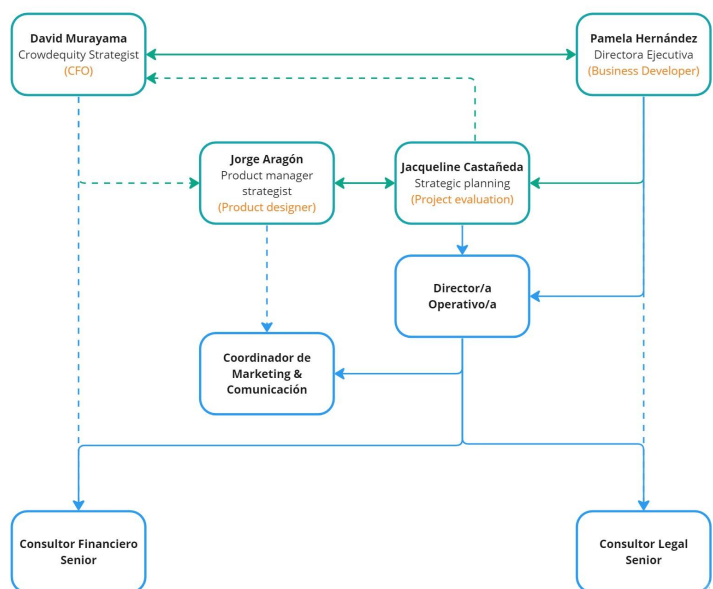 David Murayama
Crowdequity Strategist
(CFO)
Pamela Hernández
Directora Ejecutiva
(Business Developer)
Jorge Aragón
Product manager
strategist
(Product designer)
Jacqueline Castañeda
Strategic planning
(Project evaluation)
Director/a
Operativo/a
Coordinador de
Marketing &
Comunicación
Consultor Financiero
Senior
Consultor Legal
Senior